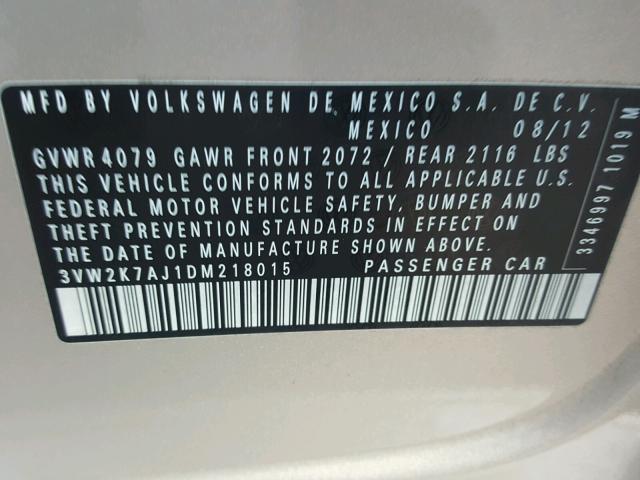 MFD BY VOLKSWAGEN DE MEXICO S.A. DE C.V.
MEXICO 08/12
GVWR4079 GAWR FRONT 2072 / REAR 2116 LBS
THIS VEHICLE CONFORMS TO ALL APPLICABLE U.S.
FEDERAL MOTOR VEHICLE SAFETY, BUMPER AND
THEFT PREVENTION STANDARDS IN EFFECT ON
THE DATE OF MANUFACTURE SHOWN ABOVE.
3VW2K7AJ1DM218015 PASSENGER CAR
3346997 1019 M